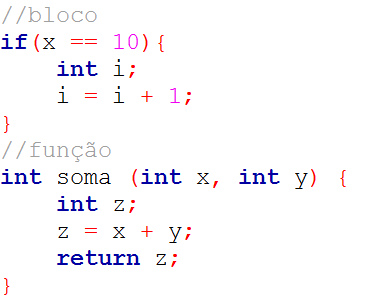 //bloco
if(x == 10){
    int i;
    i = i + 1;
}
//função
int soma (int x, int y) {
    int z;
    z = x + y;
    return z;
}